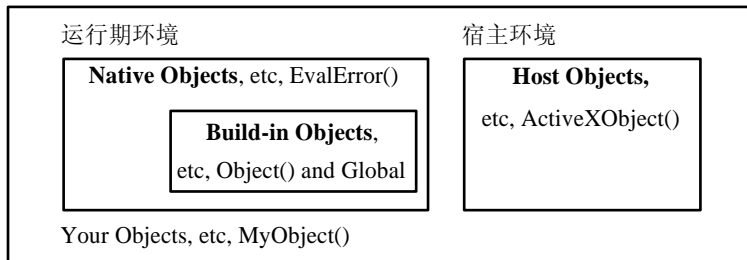 运行期环境
宿主环境
Native Objects, etc, EvalError()
Build-in Objects,
etc, Object() and Global
Host Objects,
etc, ActiveXObject()
Your Objects, etc, MyObject()